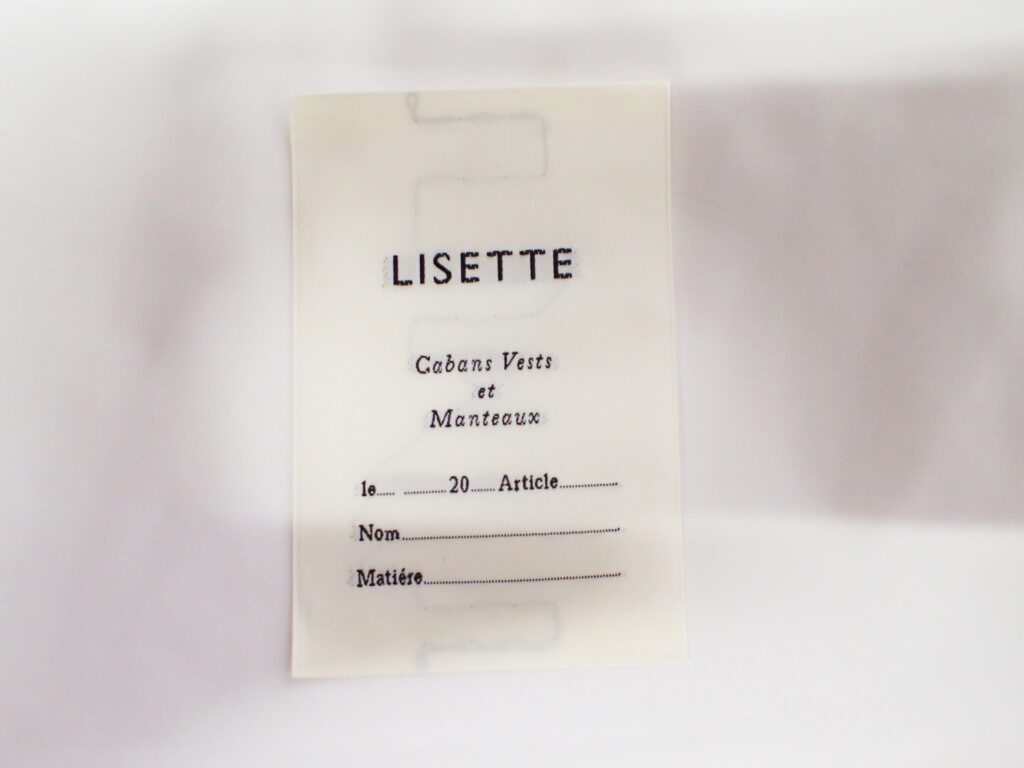 LISETTE
Cabans Vests
et
Manteaux
le..... ............20.......Article.................
Nom.................................................................
Matiére...........................................................